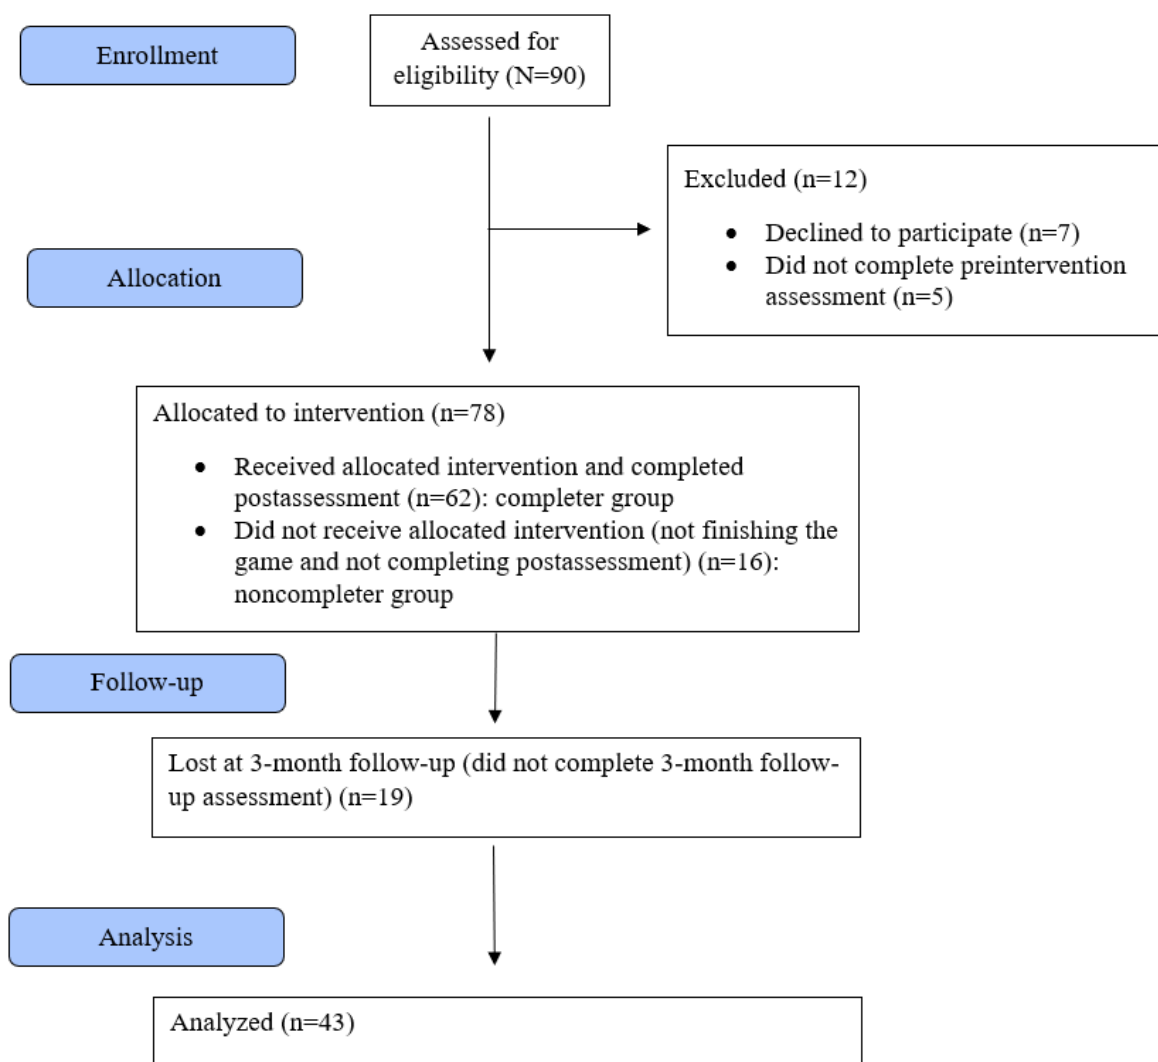 Enrollment
Assessed for
eligibility (N=90)
Excluded (n=12)
• Declined to participate (n=7)
• Did not complete preintervention
assessment (n=5)
Allocation
Allocated to intervention (n=78)
• Received allocated intervention and completed
postassessment (n=62): completer group
• Did not receive allocated intervention (not finishing the
game and not completing postassessment) (n=16):
noncompleter group
Follow-up
Lost at 3-month follow-up (did not complete 3-month follow-
up assessment) (n=19)
Analysis
Analyzed (n=43)